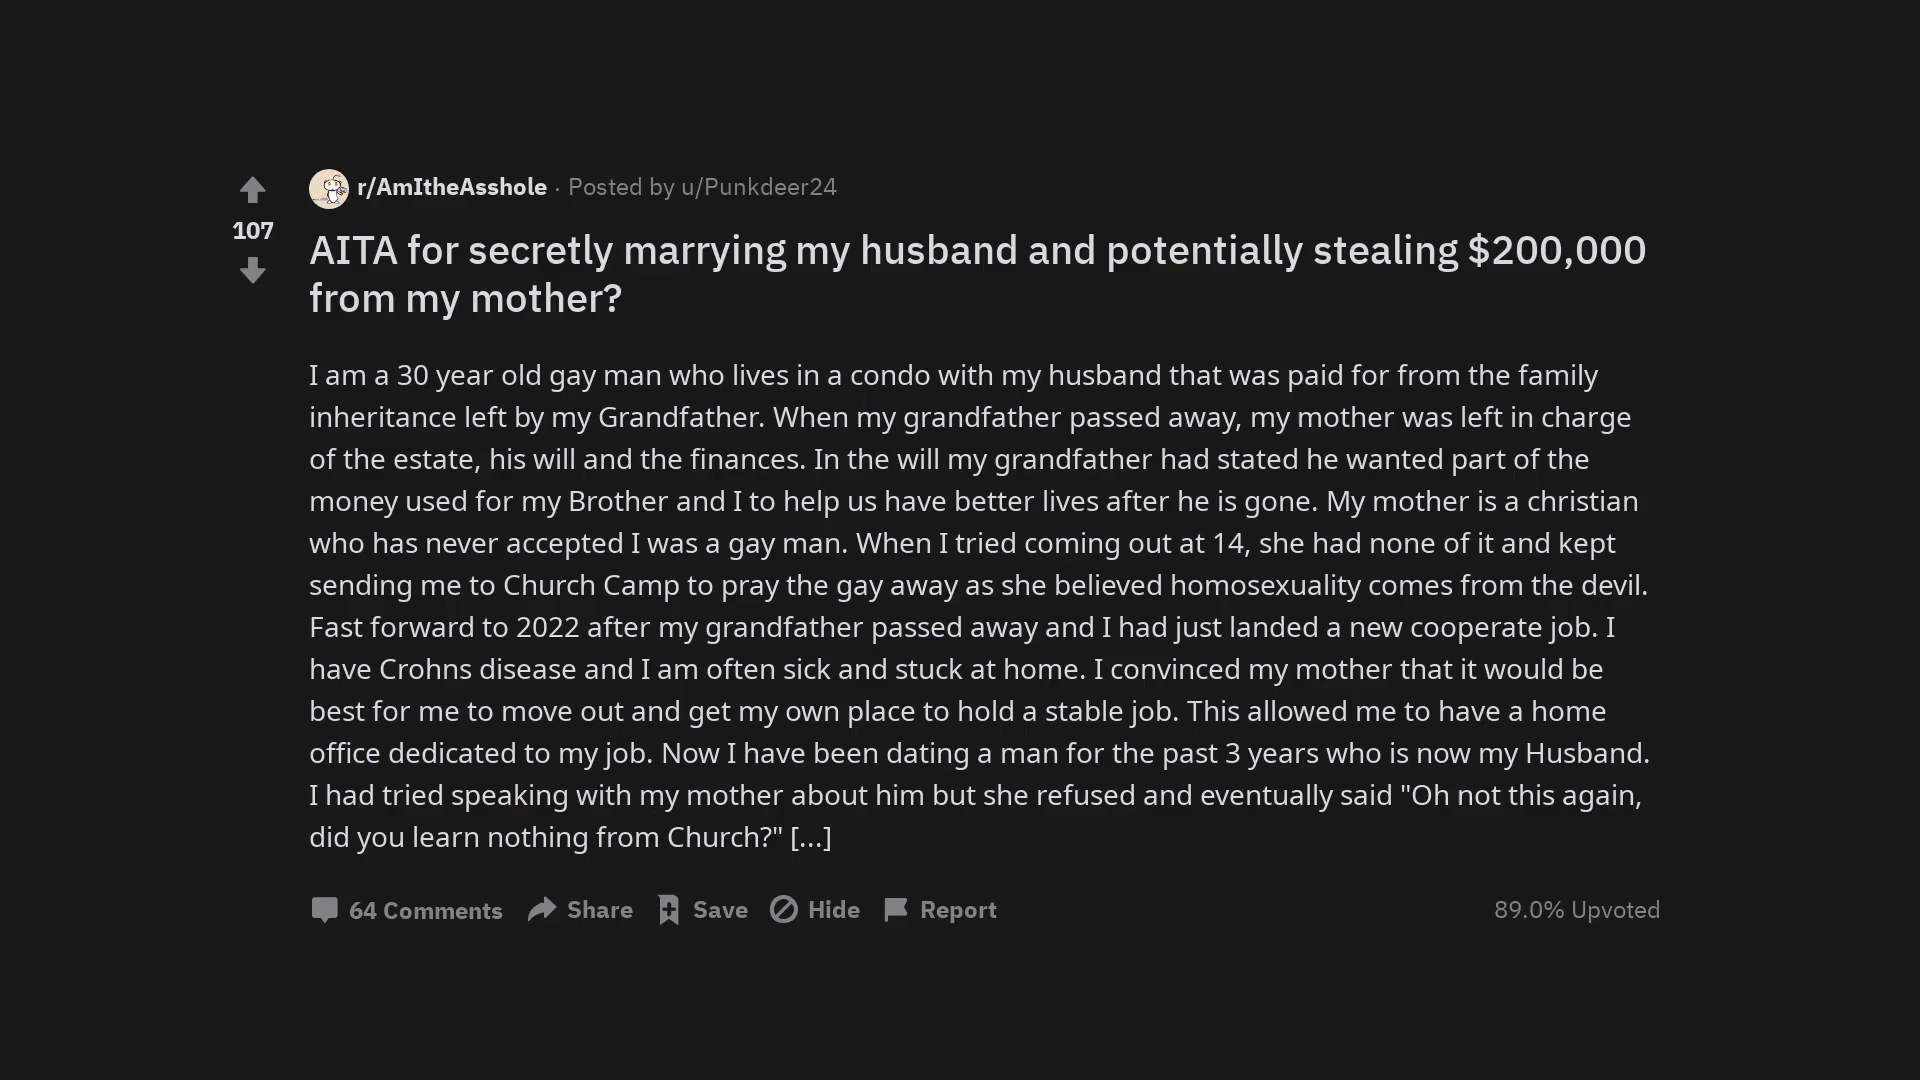 r/AmItheAsshole · Posted by u/Punkdeer24
107
AITA for secretly marrying my husband and potentially stealing $200,000
from my mother?
I am a 30 year old gay man who lives in a condo with my husband that was paid for from the family
inheritance left by my Grandfather. When my grandfather passed away, my mother was left in charge
of the estate, his will and the finances. In the will my grandfather had stated he wanted part of the
money used for my Brother and I to help us have better lives after he is gone. My mother is a christian
who has never accepted I was a gay man. When I tried coming out at 14, she had none of it and kept
sending me to Church Camp to pray the gay away as she believed homosexuality comes from the devil.
Fast forward to 2022 after my grandfather passed away and I had just landed a new cooperate job. I
have Crohns disease and I am often sick and stuck at home. I convinced my mother that it would be
best for me to move out and get my own place to hold a stable job. This allowed me to have a home
office dedicated to my job. Now I have been dating a man for the past 3 years who is now my Husband.
I had tried speaking with my mother about him but she refused and eventually said "Oh not this again,
did you learn nothing from Church?" [...]
64 Comments Share Save Hide Report 89.0% Upvoted